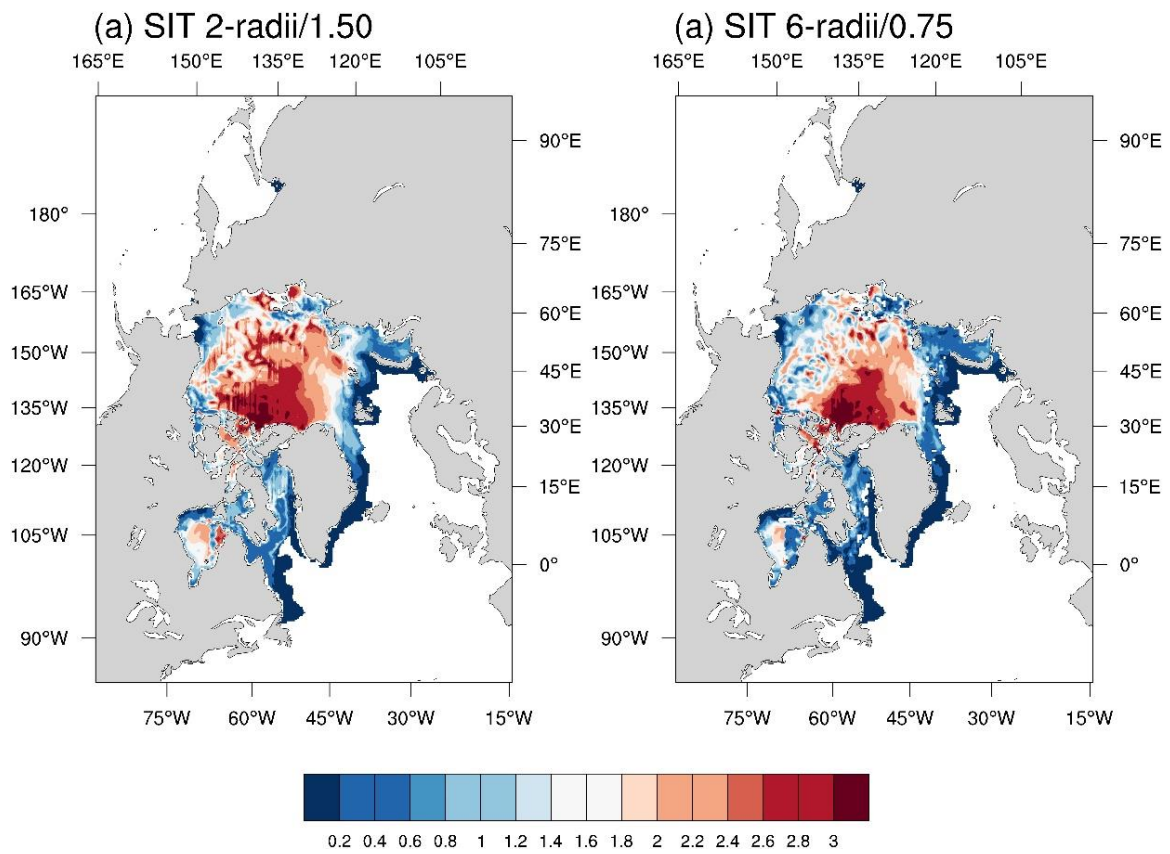 (a) SIT 2-radii/1.50
(a) SIT 6-radii/0.75
165°E 150°E 135°E 120°E 105°E
165°E 150°E 135°E 120°E 105°E
90°E
90°E
180°
180°
75°E
75°E
165°W
165°W
60°E
60°E
150°W
150°W
45°E
45°E
135°W
135°W
30°E
30°E
120°W
120°W
15°E
15°E
105°W
105°W
0°
0°
90°W
90°W
75°W 60°W 45°W 30°W 15°W
75°W 60°W 45°W 30°W 15°W
0.2 0.4 0.6 0.8 1 1.2 1.4 1.6 1.8 2 2.2 2.4 2.6 2.8 3